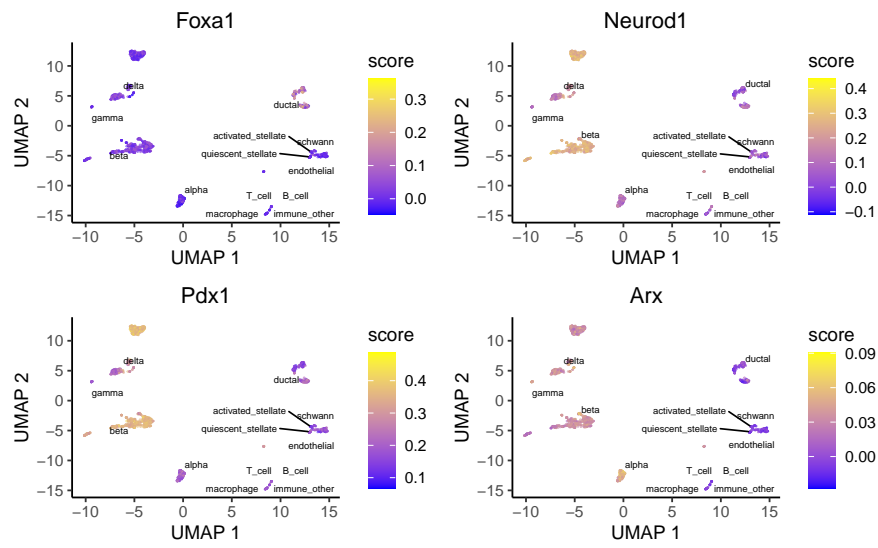 Foxa1
UMAP 2
10
5
0
−5
−10
−15
delta
gamma
beta
alpha
ductal
activated_stellate
schwann
quiescent_stellate
endothelial
T_cell B_cell
macrophage immune_other
−10 −5 0 5 10 15
UMAP 1
score
0.3
0.2
0.1
0.0
Neurod1
UMAP 2
10
5
0
−5
−10
−15
ductal
delta
gamma
beta
activated_stellate
schwann
quiescent_stellate
endothelial
alpha
T_cell B_cell
macrophage immune_other
−10 −5 0 5 10 15
UMAP 1
score
0.4
0.3
0.2
0.1
0.0
−0.1
Pdx1
UMAP 2
10
5
0
−5
−10
−15
delta
gamma
ductal
activated_stellate
schwann
quiescent_stellate
beta
endothelial
alpha
T_cell B_cell
macrophage immune_other
−10 −5 0 5 10 15
UMAP 1
score
0.4
0.3
0.2
0.1
Arx
UMAP 2
10
5
0
−5
−10
−15
ductal
delta
gamma
beta
activated_stellate
schwann
quiescent_stellate
endothelial
alpha
T_cell B_cell
macrophage immune_other
−10 −5 0 5 10 15
UMAP 1
score
0.09
0.06
0.03
0.00